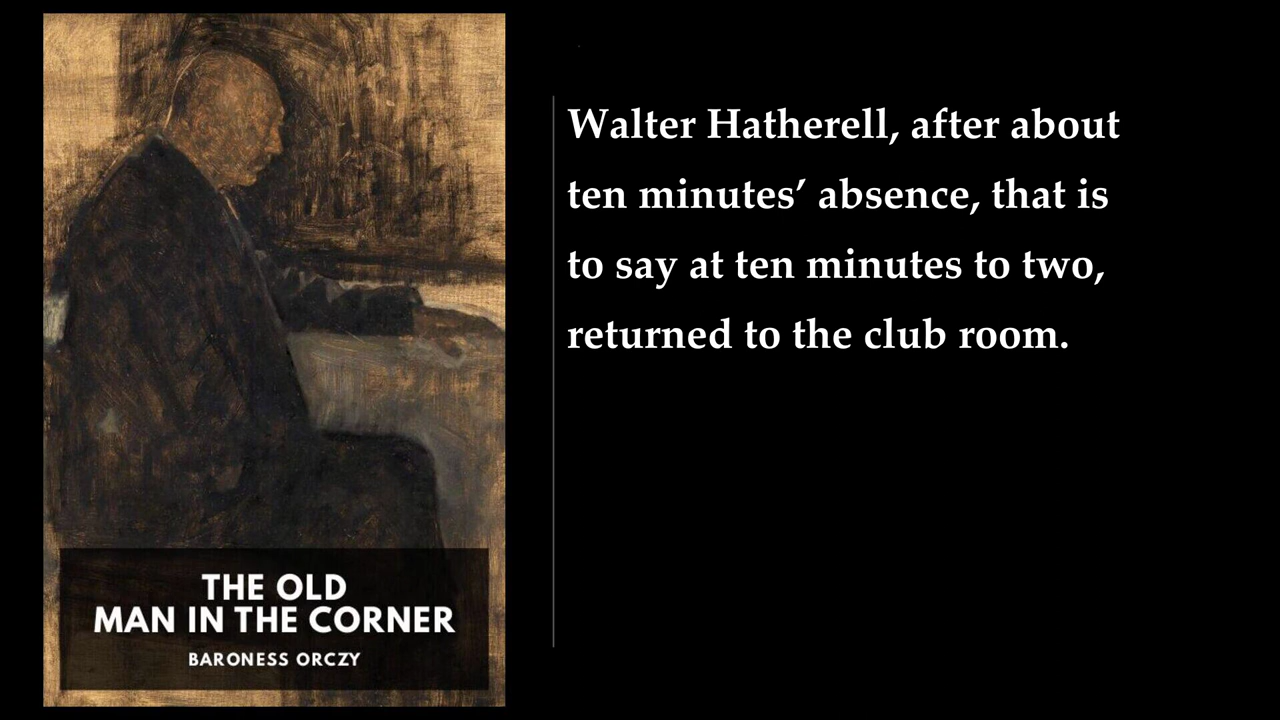 Walter Hatherell, after about
ten minutes’ absence, that is
to say at ten minutes to two,
returned to the club room.
THE OLD
MAN IN THE CORNER
BARONESS ORCZY